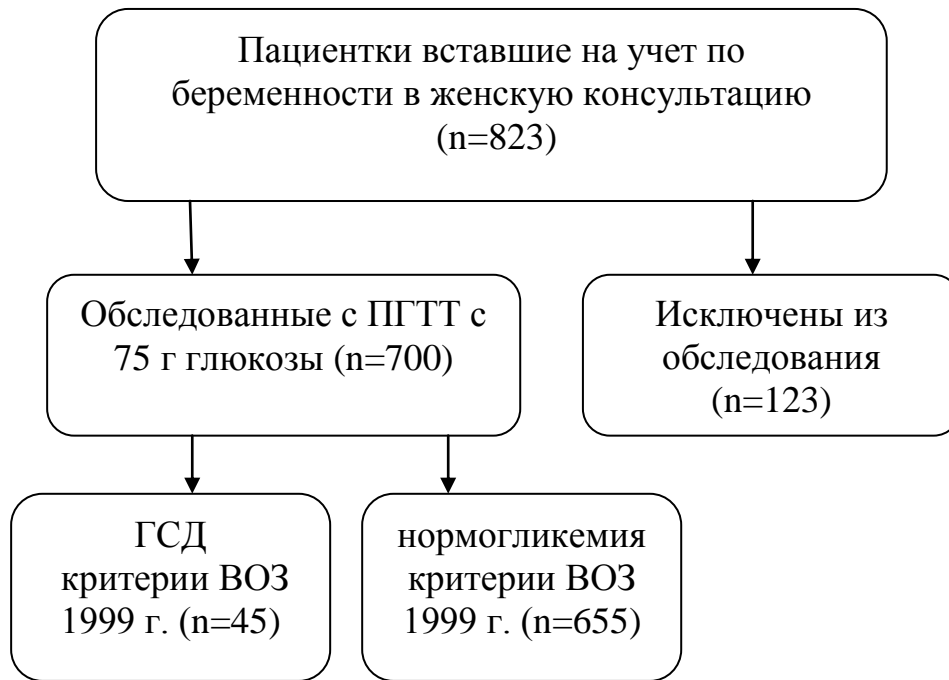 Пациентки вставшие на учет по
беременности в женскую консультацию
(n=823)
Обследованные с ПГТТ с
75 г глюкозы (n=700)
Исключены из
обследования
(n=123)
ГСД
критерии ВОЗ
1999 г. (n=45)
нормогликемия
критерии ВОЗ
1999 г. (n=655)